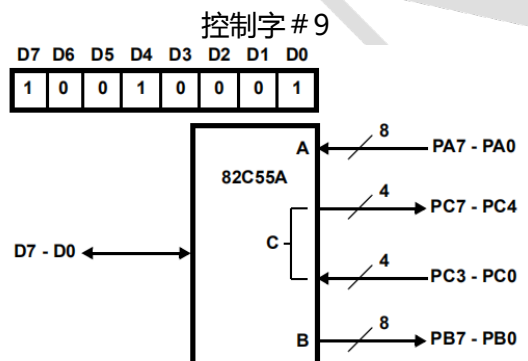 控制字#9
D7 D6 D5 D4 D3 D2 D1 D0
1 0 0 1 0 0 0 1
A
8
PA7 - PA0
82C55A
4
PC7 - PC4
C
D7 - D0
4
PC3 - PC0
B
8
PB7 - PB0